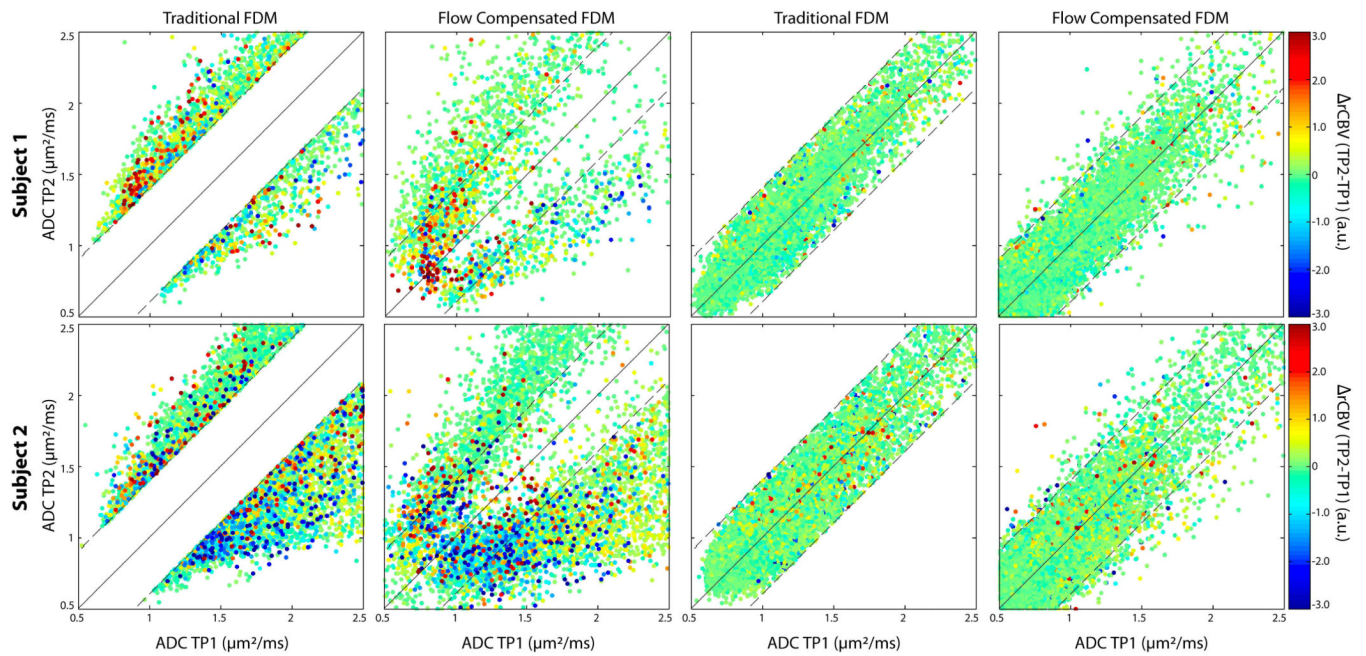 Traditional FDM Flow Compensated FDM Traditional FDM Flow Compensated FDM
Subject 1
ADC TP2 (µm²/ms)
2.5
2
1.5
1
0.5
3.0
2.0
1.0
0
-1.0
-2.0
-3.0
ΔrCBV (TP2-TP1) (a.u.)
Subject 2
ADC TP2 (µm²/ms)
2.5
2
1.5
1
0.5
3.0
2.0
1.0
0
-1.0
-2.0
-3.0
ΔrCBV (TP2-TP1) (a.u.)
0.5 1 1.5 2 2.5 0.5 1 1.5 2 2.5 0.5 1 1.5 2 2.5 0.5 1 1.5 2 2.5
ADC TP1 (µm²/ms) ADC TP1 (µm²/ms) ADC TP1 (µm²/ms) ADC TP1 (µm²/ms)